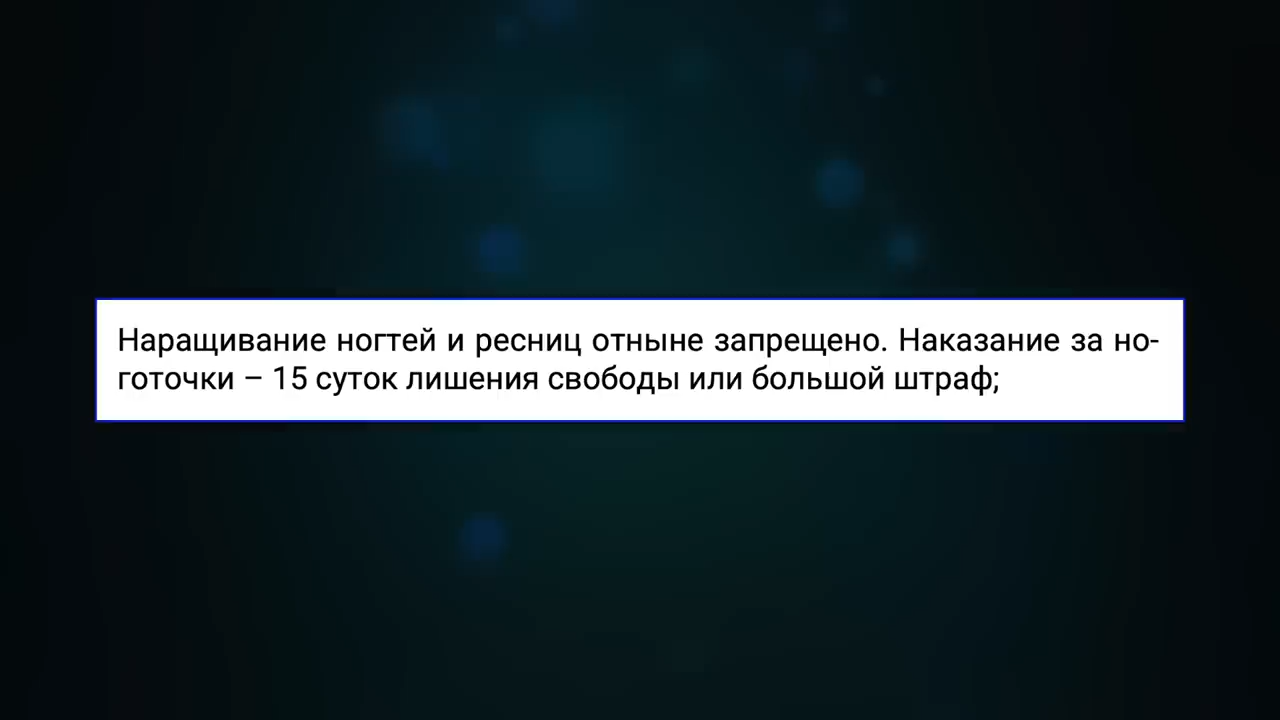 Наращивание ногтей и ресниц отныне запрещено. Наказание за но-
готочки – 15 суток лишения свободы или большой штраф;